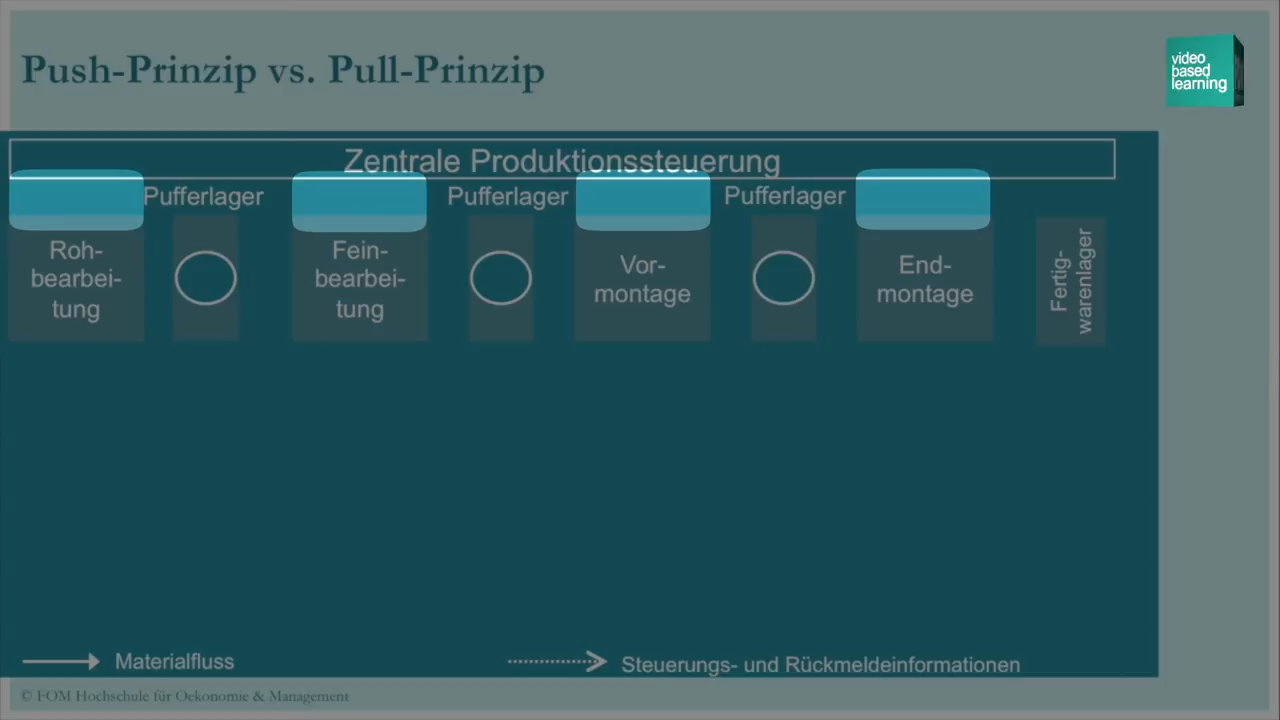 Push-Prinzip vs. Pull-Prinzip
video
based
learning
Zentrale Produktionssteuerung
Pufferlager
Pufferlager
Pufferlager
Roh-
bearbei-
tung
Fein-
bearbei-
tung
Vor-
montage
End-
montage
Fertig-
warenlager
Materialfluss
Steuerungs- und Rückmeldeinformationen
© FOM Hochschule für Oekonomie & Management